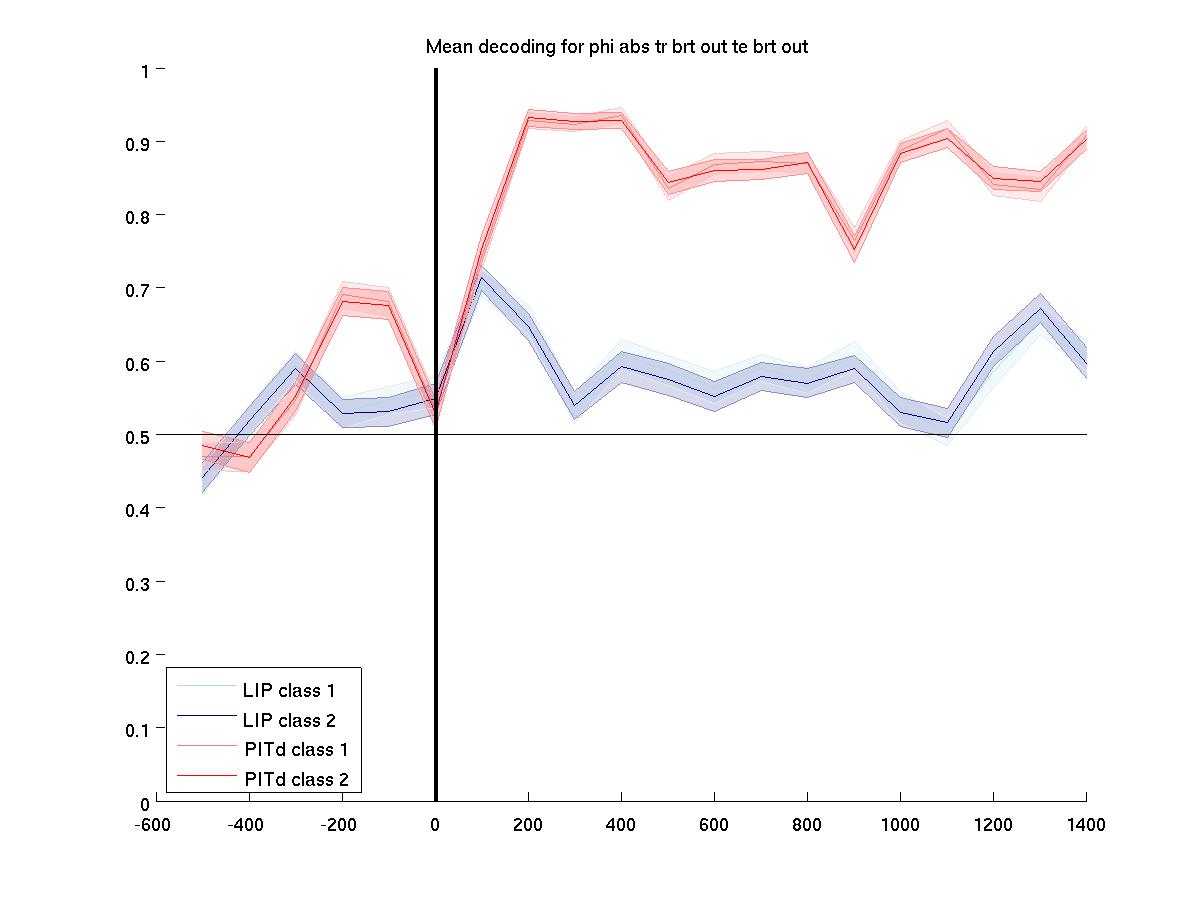 Mean decoding for phi abs tr brt out te brt out
1
0.9
0.8
0.7
0.6
0.5
0.4
0.3
0.2
0.1
0
LIP class 1
LIP class 2
PITd class 1
PITd class 2
-600 -400 -200 0 200 400 600 800 1000 1200 1400